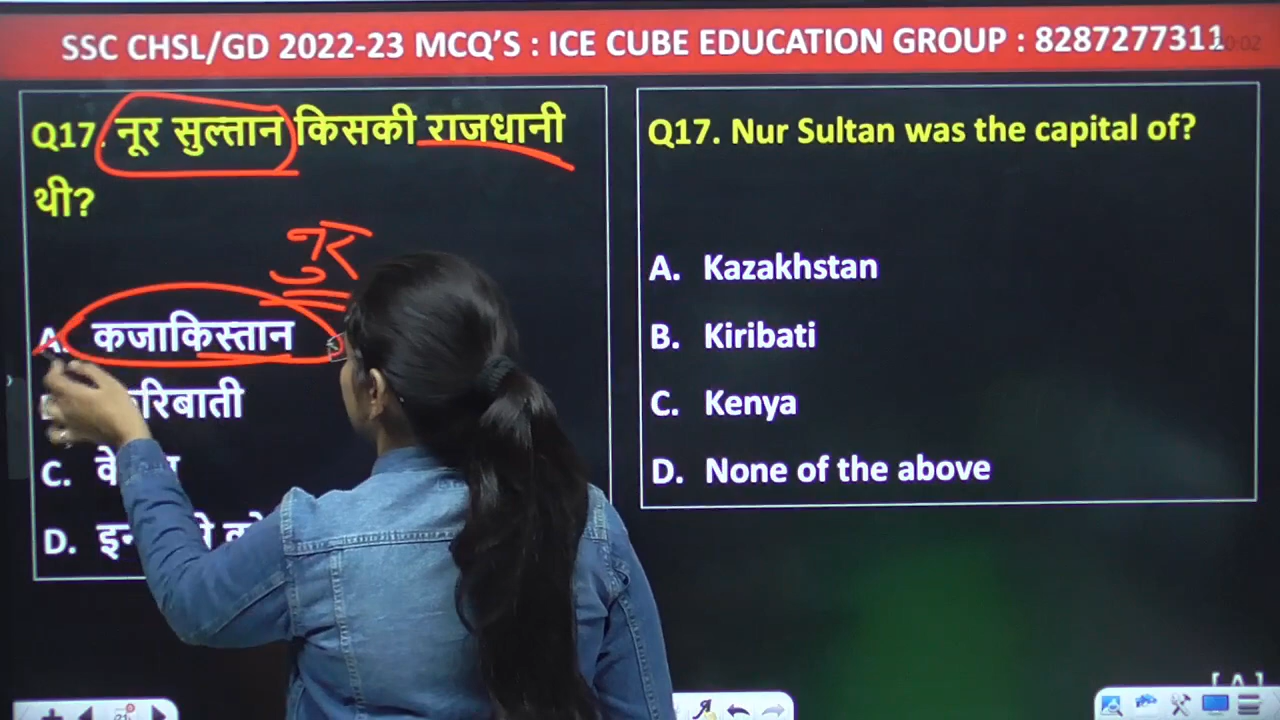 SSC CHSL/GD 2022-23 MCQ'S : ICE CUBE EDUCATION GROUP : 8287277311
Q17. नूर सुल्तान किसकी राजधानी
थी?
नूर
A. कजाकिस्तान
C.
D.
Q17. Nur Sultan was the capital of?
A. Kazakhstan
B. Kiribati
C. Kenya
D. None of the above
[ A ]